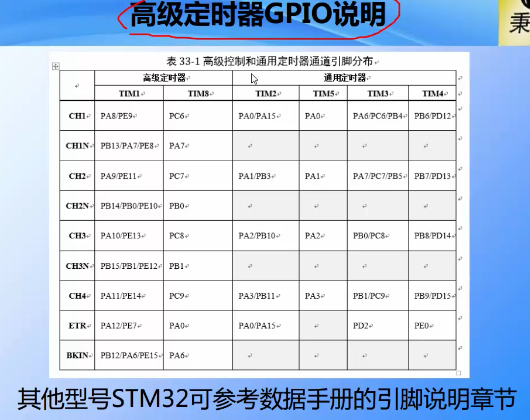 高级定时器GPIO说明
秉
表 33-1 高级控制和通用定时器通道引脚分布
高级定时器 通用定时器
TIM1 TIM8 TIM2 TIM5 TIM3 TIM4
CH1 PA8/PE9 PC6 PA0/PA15 PA0 PA6/PC6/PB4 PB6/PD12
CH1N PB13/PA7/PE8 PA7
CH2 PA9/PE11 PC7 PA1/PB3 PA1 PA7/PC7/PB5 PB7/PD13
CH2N PB14/PB0/PE10 PB0
CH3 PA10/PE13 PC8 PA2/PB10 PA2 PB0/PC8 PB8/PD14
CH3N PB15/PB1/PE12 PB1
CH4 PA11/PE14 PC9 PA3/PB11 PA3 PB1/PC9 PB9/PD15
ETR PA12/PE7 PA0 PA0/PA15 PD2 PE0
BKIN PB12/PA6/PE15 PA6
其他型号STM32可参考数据手册的引脚说明章节